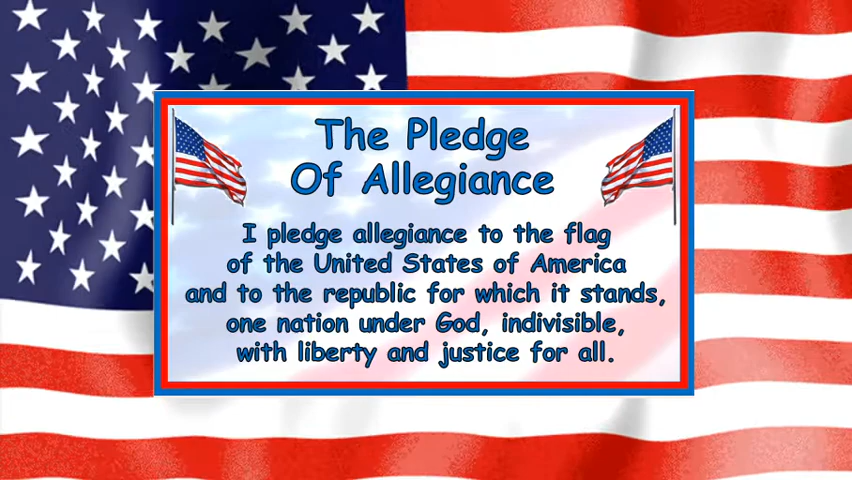 The Pledge
Of Allegiance
I pledge allegiance to the flag
of the United States of America
and to the republic for which it stands,
one nation under God, indivisible,
with liberty and justice for all.